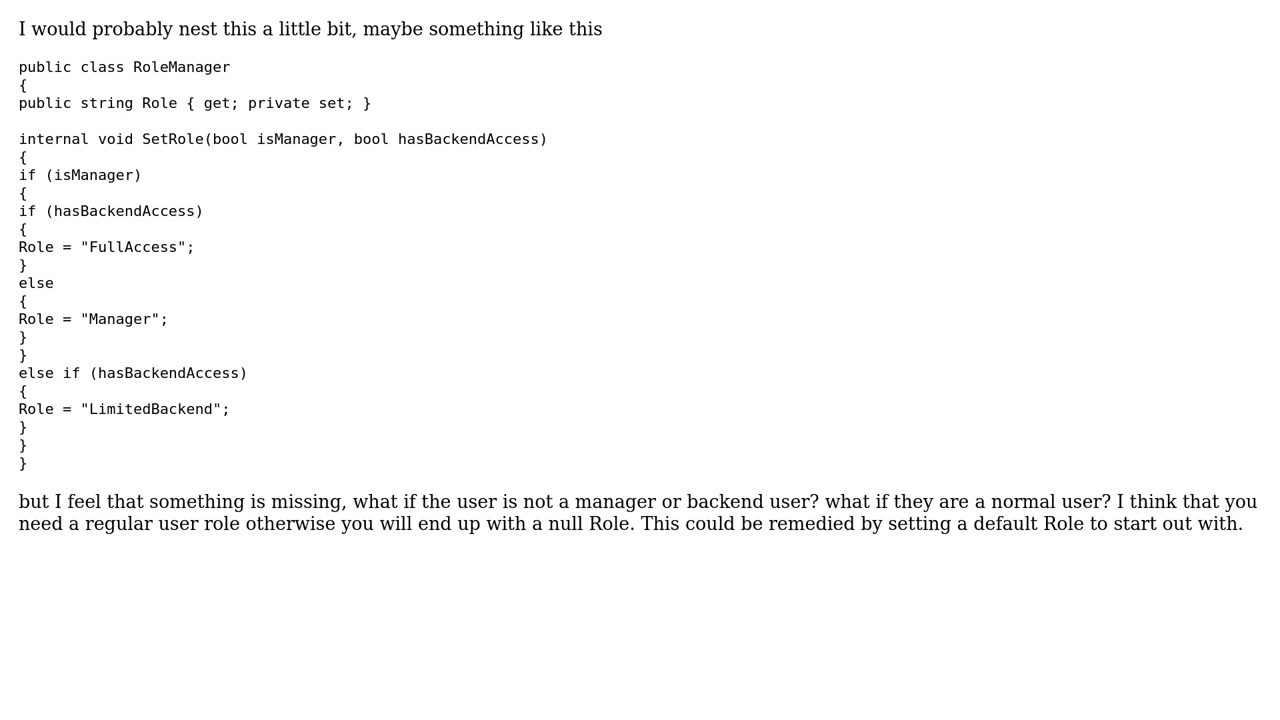 I would probably nest this a little bit, maybe something like this
public class RoleManager
{
public string Role { get; private set; }
internal void SetRole(bool isManager, bool hasBackendAccess)
{
if (isManager)
{
if (hasBackendAccess)
{
Role = "FullAccess";
}
else
{
Role = "Manager";
}
}
else if (hasBackendAccess)
{
Role = "LimitedBackend";
}
}
}
but I feel that something is missing, what if the user is not a manager or backend user? what if they are a normal user? I think that you
need a regular user role otherwise you will end up with a null Role. This could be remedied by setting a default Role to start out with.